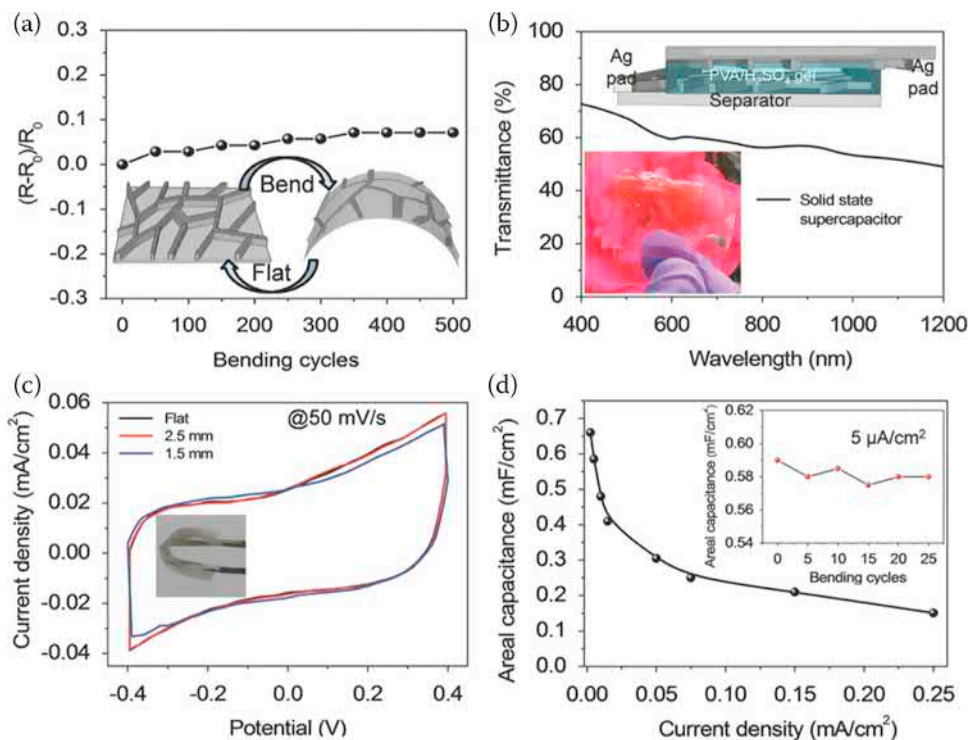 (a)
0.3
0.2
0.1
0.0
-0.1
-0.2
-0.3
(R-R₀)/R₀
Bend
Flat
0 100 200 300 400 500
Bending cycles
(b)
100
80
60
40
20
0
Transmittance (%)
Ag
pad
PVA/H₂SO₄ gel
Ag
pad
Separator
Solid state
supercapacitor
400 600 800 1000 1200
Wavelength (nm)
(c)
0.06
0.04
0.02
0.00
-0.02
-0.04
Current density (mA/cm²)
Flat
2.5 mm
1.5 mm
@50 mV/s
-0.4 -0.2 0.0 0.2 0.4
Potential (V)
(d)
0.7
0.6
0.5
0.4
0.3
0.2
0.1
0.0
Areal capacitance (mF/cm²)
0.62
0.60
0.58
0.56
0.54
Areal capacitance (mF/cm²)
5 µA/cm²
0 5 10 15 20 25
Bending cycles
0.00 0.05 0.10 0.15 0.20 0.25
Current density (mA/cm²)